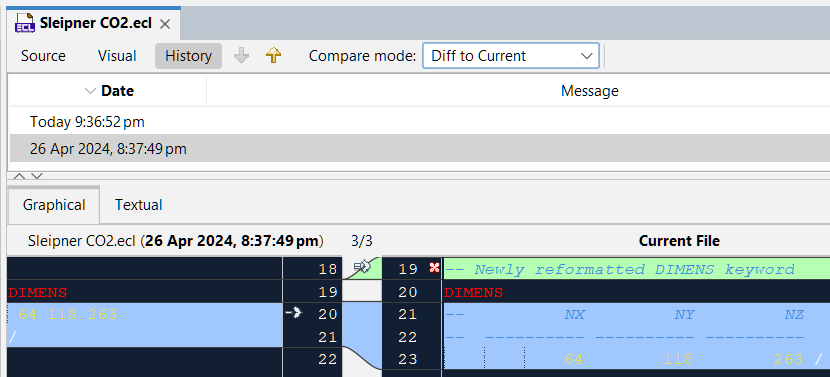 Sleipner CO2.ecl
ECL
Source Visual History Compare mode: Diff to Current
Date Message
Today 9:36:52 pm
26 Apr 2024, 8:37:49 pm
Graphical Textual
Sleipner CO2.ecl (26 Apr 2024, 8:37:49 pm) 3/3 Current File
18 19 -- Newly reformatted DIMENS keyword
DIMENS 19 20 DIMENS
64 118 263 20 21 -- NX NY NZ
/ 21 22 -- ---------- ---------- ----------
22 23 64 118 263 /